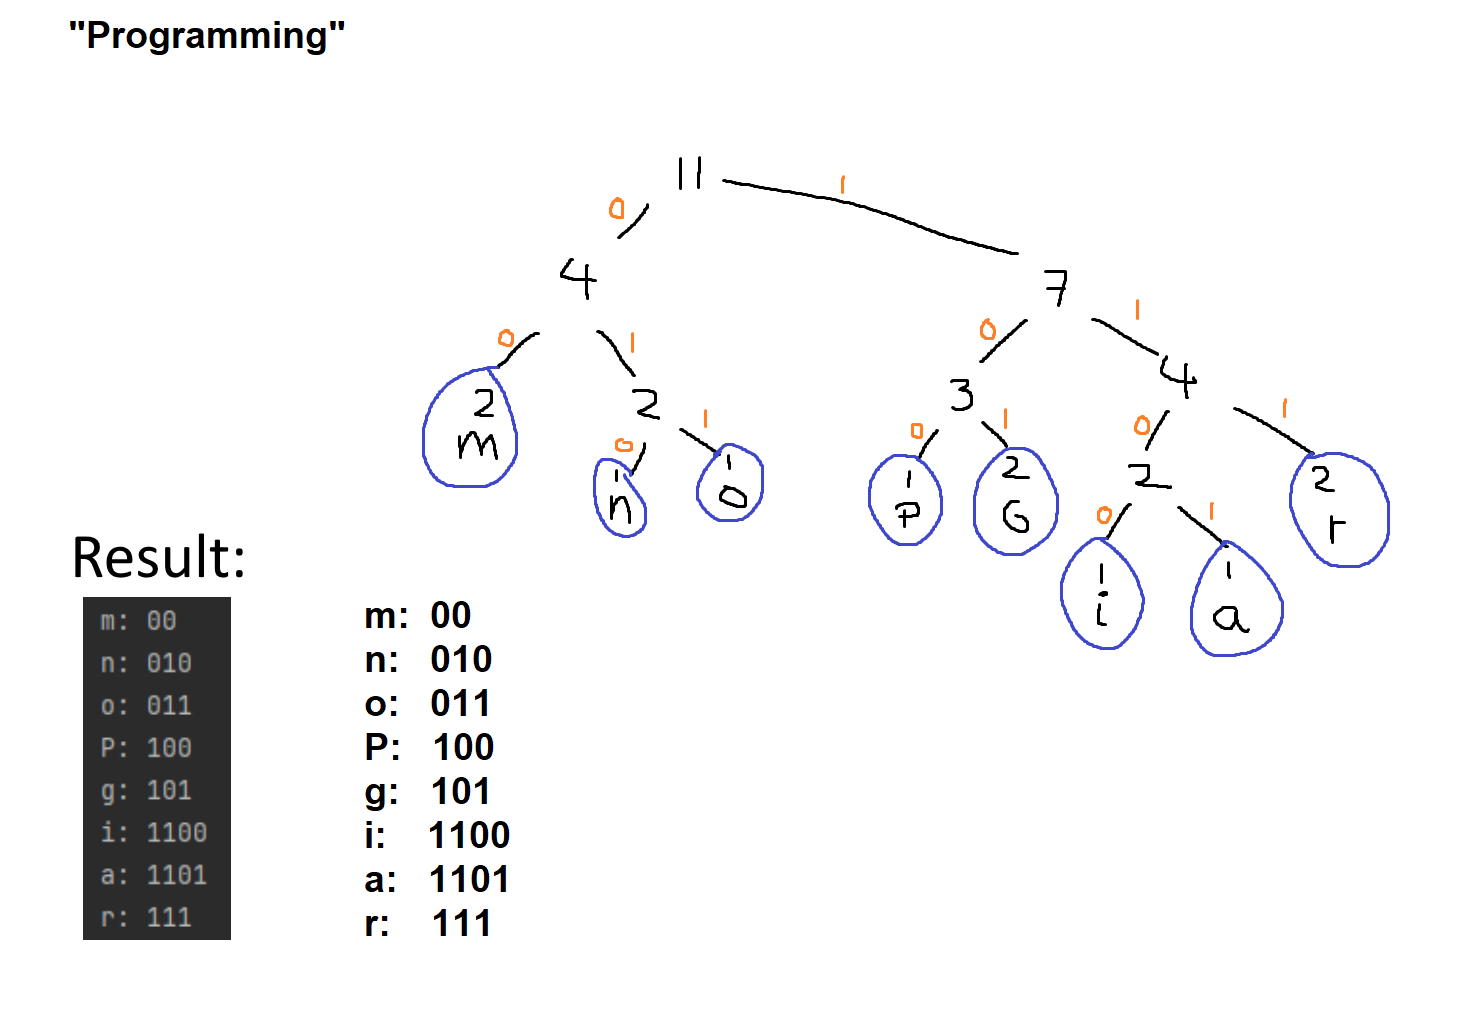 "Programming"
11
0 1
4 7
0 1 0 1
2 m
2
3
4
0 1 0 1 0 1
1 n
1 o
1 P
2 G
2
2 r
0 1
1 i
1 a
Result:
m: 00
n: 010
o: 011
P: 100
g: 101
i: 1100
a: 1101
r: 111
m: 00
n: 010
o: 011
P: 100
g: 101
i: 1100
a: 1101
r: 111